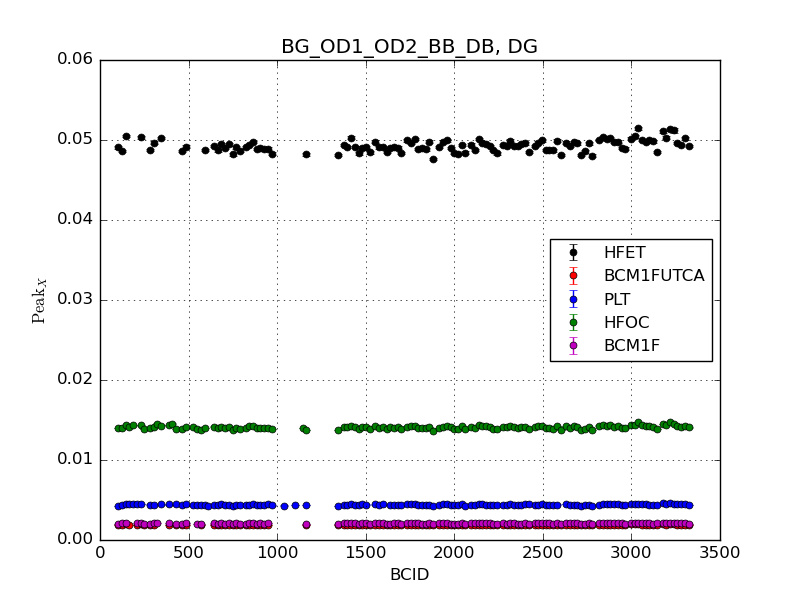 BG_OD1_OD2_BB_DB, DG
0.06
0.05
0.04
0.03
0.02
0.01
0.00
Peak_X
HFET
BCM1FUTCA
PLT
HFOC
BCM1F
0 500 1000 1500 2000 2500 3000 3500
BCID